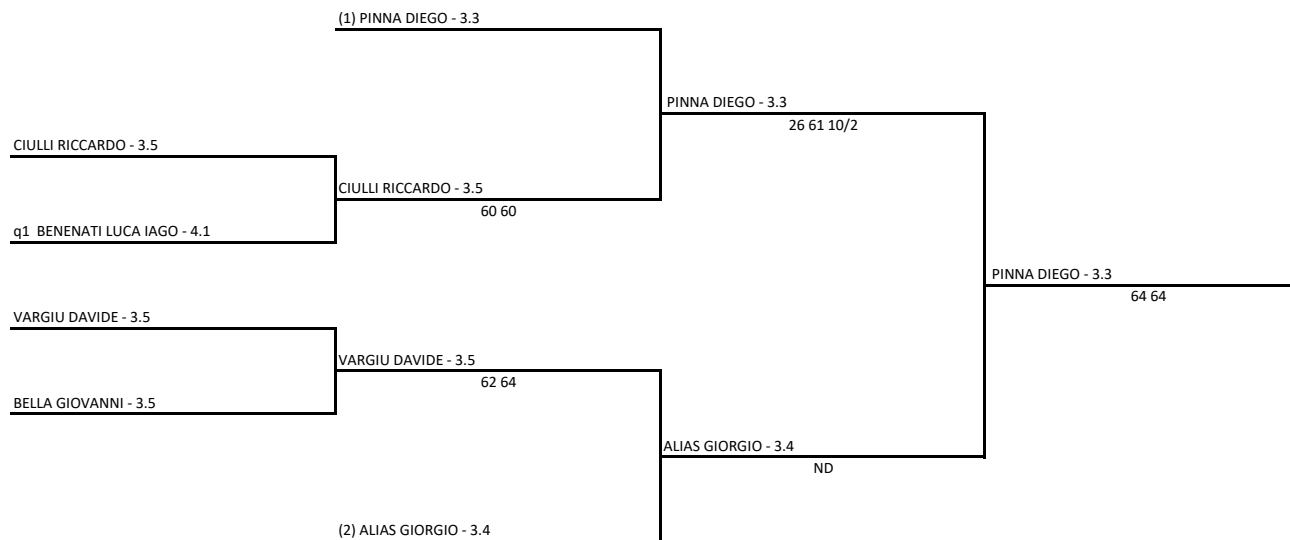 (1) PINNA DIEGO - 3.3
PINNA DIEGO - 3.3
26 61 10/2
CIULLI RICCARDO - 3.5
CIULLI RICCARDO - 3.5
60 60
q1 BENENATI LUCA IAGO - 4.1
PINNA DIEGO - 3.3
64 64
VARGIU DAVIDE - 3.5
VARGIU DAVIDE - 3.5
62 64
BELLA GIOVANNI - 3.5
ALIAS GIORGIO - 3.4
ND
(2) ALIAS GIORGIO - 3.4